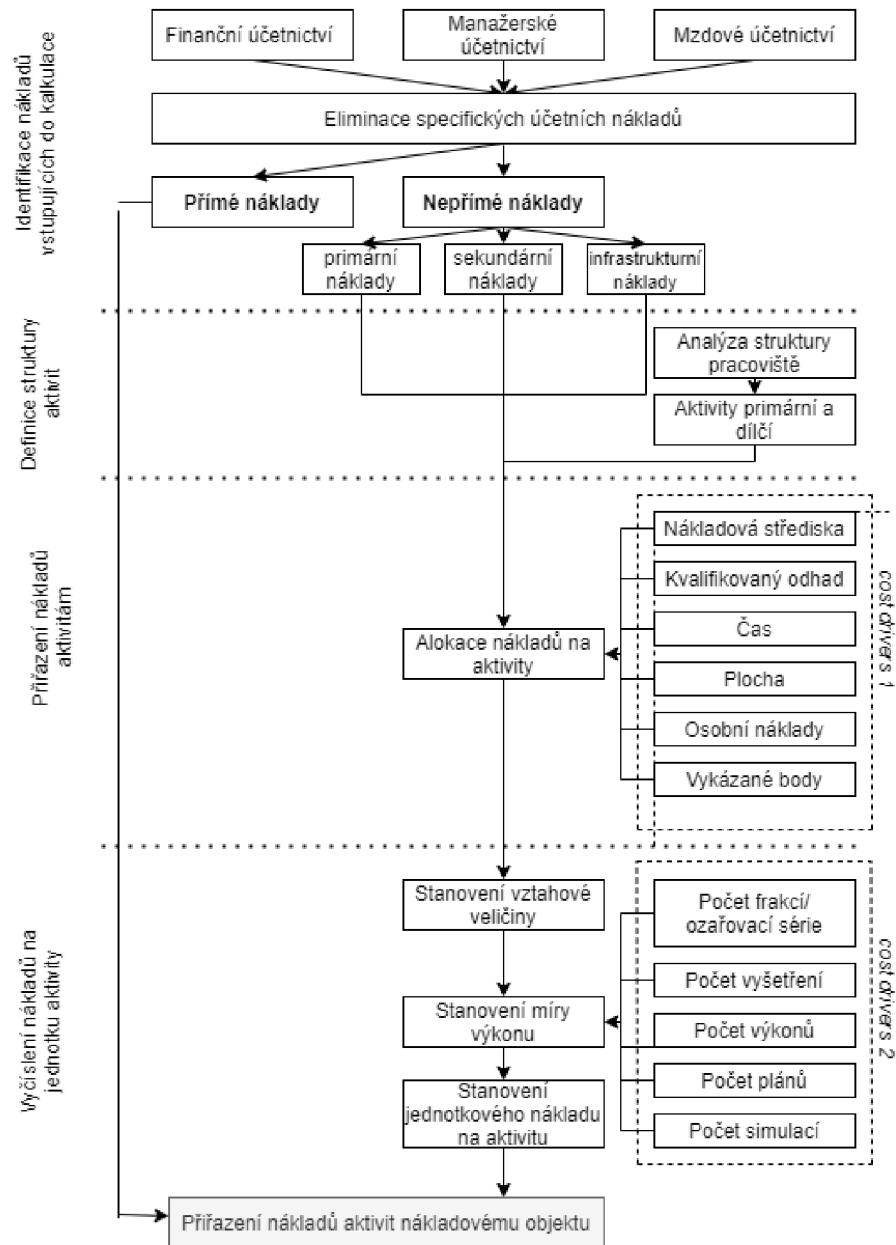 Finanční účetnictví
Manažerské
účetnictví
Mzdové účetnictví
Identifikace nákladů
vstupujících do kalkulace
Eliminace specifických účetních nákladů
Přímé náklady
Nepřímé náklady
primární
náklady
sekundární
náklady
infrastrukturní
náklady
Definice struktury
aktivit
Analýza struktury
pracoviště
Aktivity primární a
dílčí
Přiřazení nákladů
aktivitám
Alokace nákladů na
aktivity
Nákladová střediska
Kvalifikovaný odhad
Čas
Plocha
Osobní náklady
Vykázané body
cost drivers 1
Vyčíslení nákladů na
jednotku aktivity
Stanovení vztahové
veličiny
Stanovení míry
výkonu
Stanovení
jednotkového nákladu
na aktivitu
Počet frakcí/
ozařovací série
Počet vyšetření
Počet výkonů
Počet plánů
Počet simulací
cost drivers 2
Přiřazení nákladů aktivit nákladovému objektu